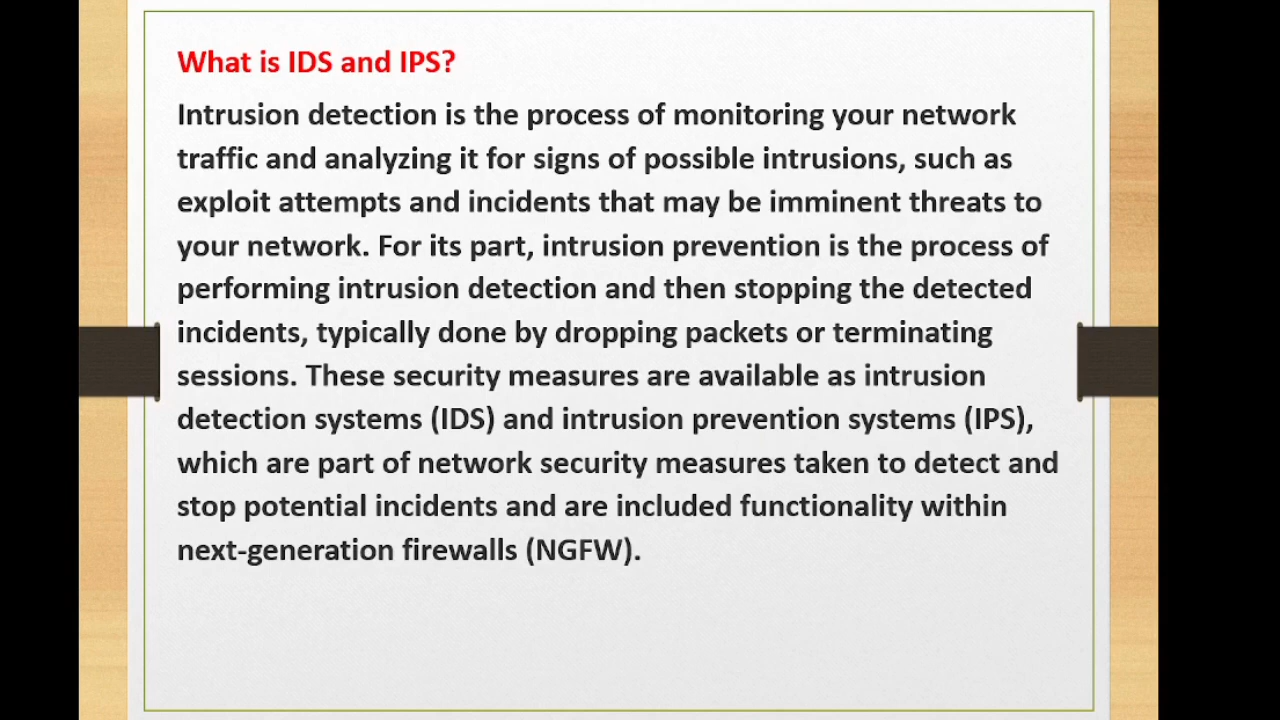 What is IDS and IPS?
Intrusion detection is the process of monitoring your network
traffic and analyzing it for signs of possible intrusions, such as
exploit attempts and incidents that may be imminent threats to
your network. For its part, intrusion prevention is the process of
performing intrusion detection and then stopping the detected
incidents, typically done by dropping packets or terminating
sessions. These security measures are available as intrusion
detection systems (IDS) and intrusion prevention systems (IPS),
which are part of network security measures taken to detect and
stop potential incidents and are included functionality within
next-generation firewalls (NGFW).